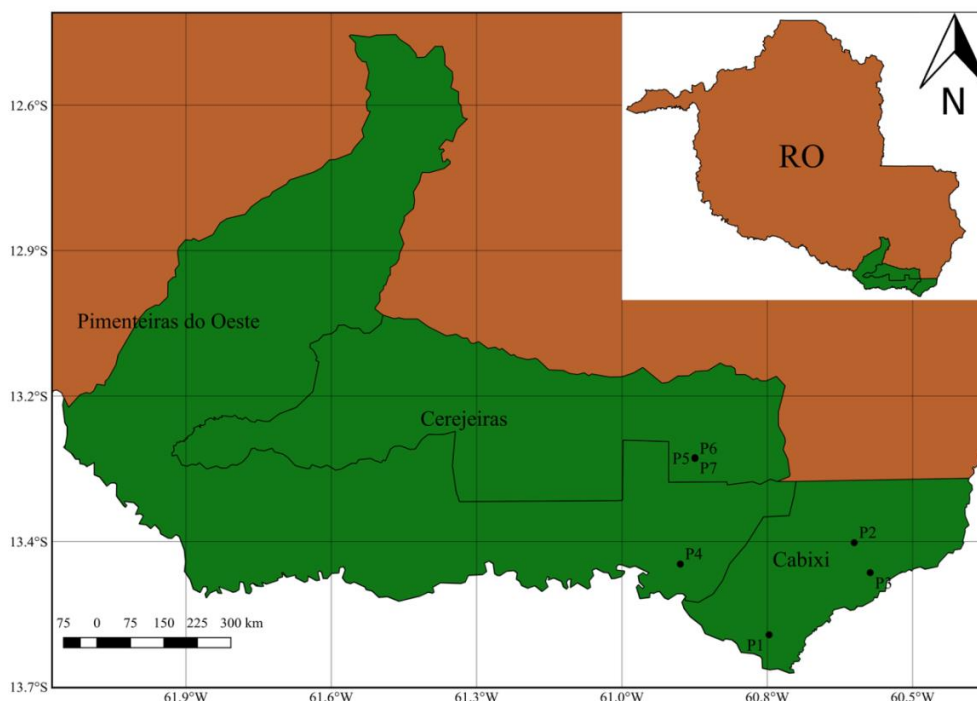 12.6°S
12.9°S
13.2°S
13.4°S
13.7°S
RO
N
Pimenteiras do Oeste
Cerejeiras
P6
P5
P7
P4
P2
Cabixi
P3
P1
75 0 75 150 225 300 km
61.9°W 61.6°W 61.3°W 61.0°W 60.8°W 60.5°W